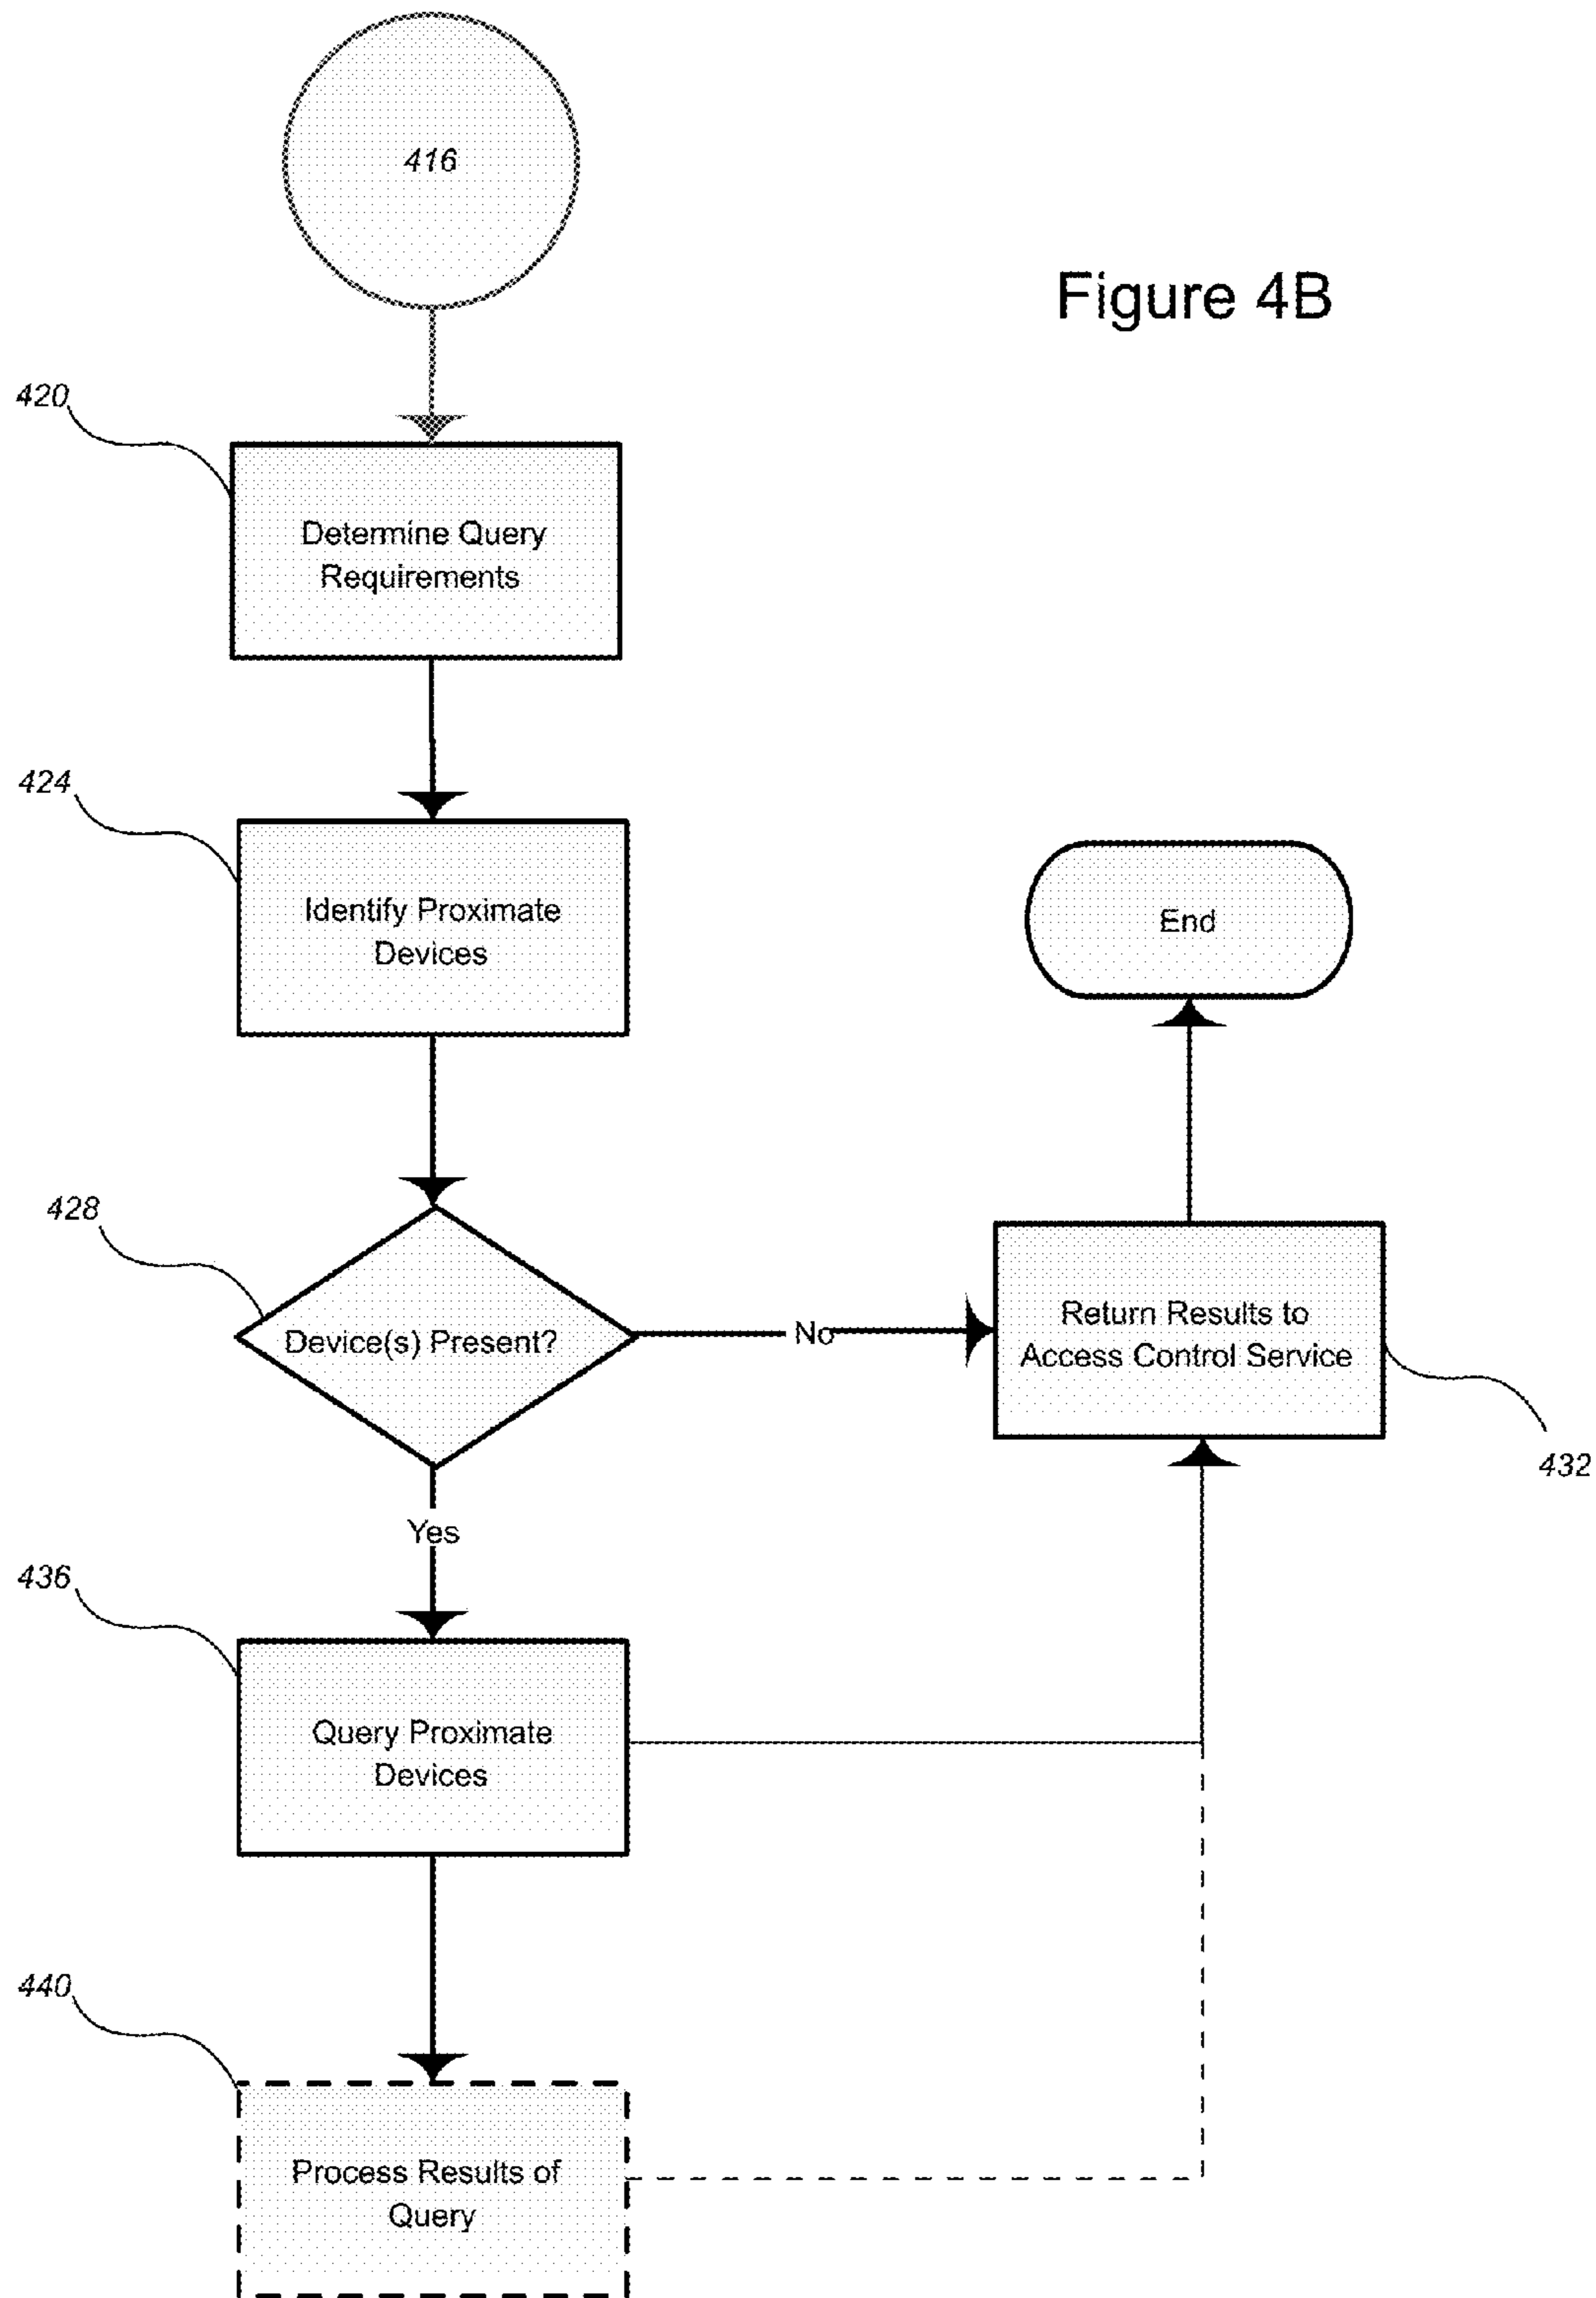 416
Figure 4B
420
Determine Query
Requirements
424
Identify Proximate
Devices
End
428
Device(s) Present?
No
Return Results to
Access Control Service
432
Yes
436
Query Proximate
Devices
440
Process Results of
Query